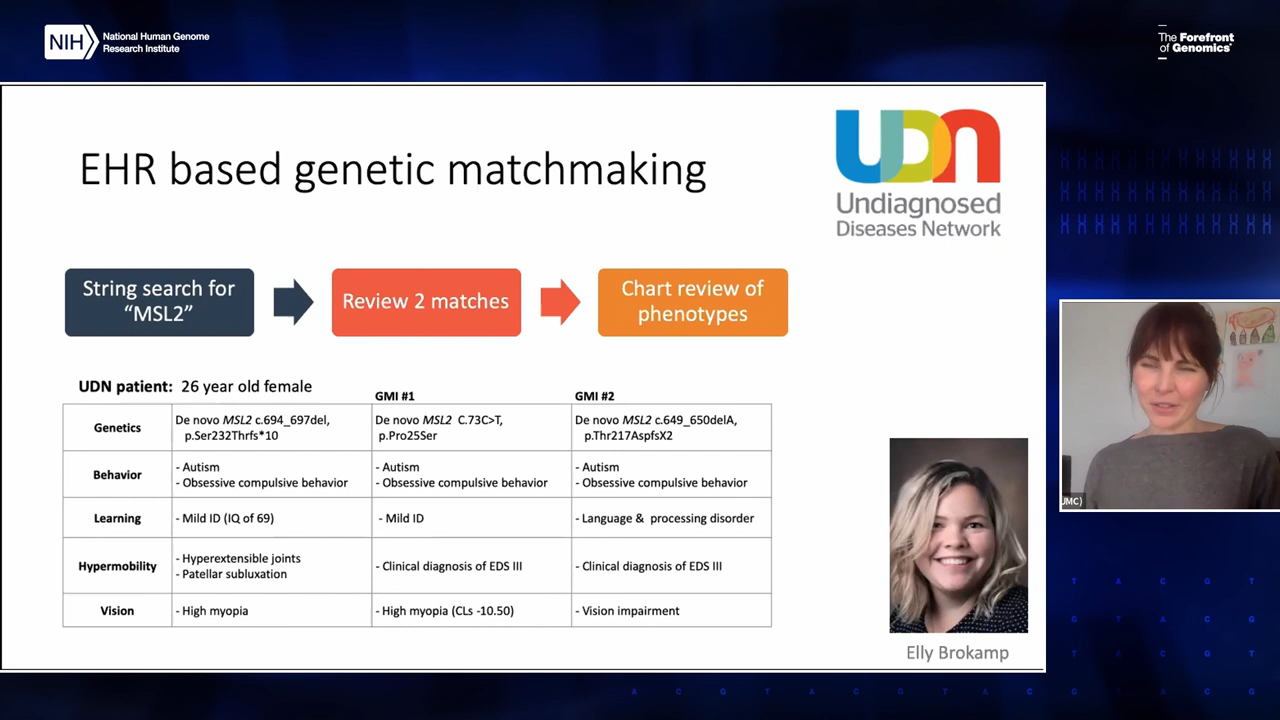 NIH
National Human Genome
Research Institute
The Forefront
of Genomics®
EHR based genetic matchmaking
UDN
Undiagnosed
Diseases Network
String search for
“MSL2”
Review 2 matches
Chart review of
phenotypes
UDN patient: 26 year old female
GMI #1
GMI #2
Genetics
De novo MSL2 c.694_697del,
p.Ser232Thrfs*10
De novo MSL2 C.73C>T,
p.Pro25Ser
De novo MSL2 c.649_650delA,
p.Thr217AspfsX2
Behavior
- Autism
- Obsessive compulsive behavior
- Autism
- Obsessive compulsive behavior
- Autism
- Obsessive compulsive behavior
Learning
- Mild ID (IQ of 69)
- Mild ID
- Language & processing disorder
Hypermobility
- Hyperextensible joints
- Patellar subluxation
- Clinical diagnosis of EDS III
- Clinical diagnosis of EDS III
Vision
- High myopia
- High myopia (CLs -10.50)
- Vision impairment
Elly Brokamp
UMC)
T A C G T
A T T G C
T A C G T
A C G T A C G T A C G T A C G